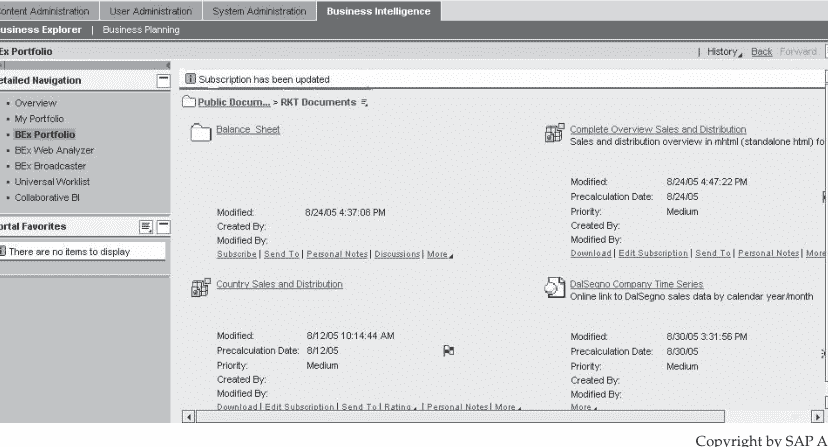 ontent Administration User Administration System Administration Business Intelligence
usiness Explorer | Business Planning
Ex Portfolio | History Back Forward
etailed Navigation
• Overview
• My Portfolio
• BEx Portfolio
• BEx Web Analyzer
• BEx Broadcaster
• Universal Worklist
• Collaborative BI
ortal Favorites
There are no items to display
Subscription has been updated
Public Docum... > RKT Documents
Balance Sheet
Modified: 8/24/05 4:37:08 PM
Created By:
Modified By:
Subscribe | Send To | Personal Notes | Discussions | More
Complete Overview Sales and Distribution
Sales and distribution overview in mhtml (standalone html) fo
Modified: 8/24/05 4:47:22 PM
Precalculation Date: 8/24/05
Priority: Medium
Created By:
Modified By:
Download | Edit Subscription | Send To | Personal Notes | More
Country Sales and Distribution
Modified: 8/12/05 10:14:44 AM
Precalculation Date: 8/12/05
Priority: Medium
Created By:
Modified By:
Download | Edit Subscription | Send To | Rating | Personal Notes | More
DalSegno Company Time Series
Online link to DalSegno sales data by calendar year/month
Modified: 8/30/05 3:31:56 PM
Precalculation Date: 8/30/05
Priority: Medium
Created By:
Modified By:
More
Copyright by SAP A